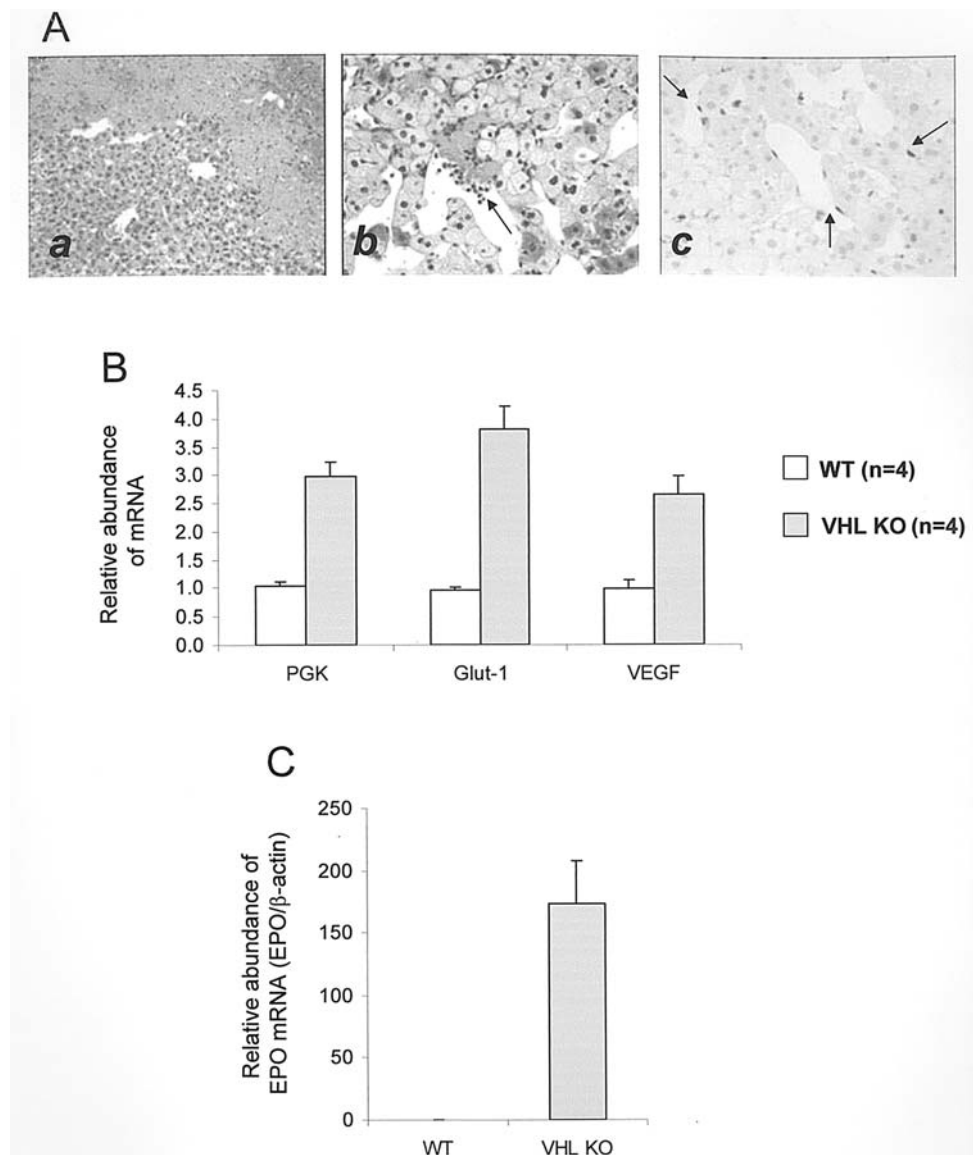 A
a
b
c
B
Relative abundance
of mRNA
4.5
4.0
3.5
3.0
2.5
2.0
1.5
1.0
0.5
0.0
PGK
Glut-1
VEGF
WT (n=4)
VHL KO (n=4)
C
Relative abundance of
EPO mRNA (EPO/β-actin)
250
200
150
100
50
0
WT
VHL KO